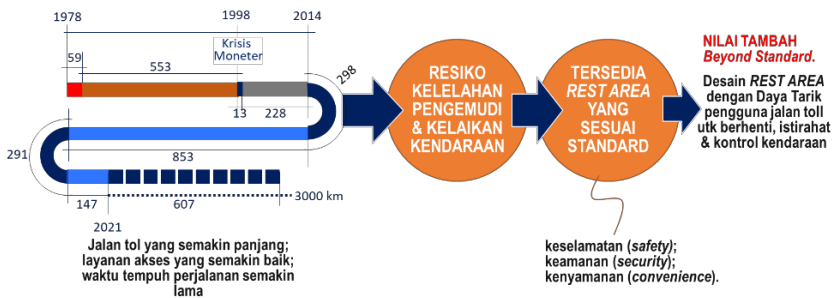 1978
1998
2014
Krisis
Moneter
59
553
298
13
228
291
853
147
607
3000 km
2021
Jalan tol yang semakin panjang;
layanan akses yang semakin baik;
waktu tempuh perjalanan semakin
lama
RESIKO
KELELAHAN
PENGEMUDI
& KELAIKAN
KENDARAAN
TERSEDIA
REST AREA
YANG
SESUAI
STANDARD
keselamatan (safety);
keamanan (security);
kenyamanan (convenience).
NILAI TAMBAH
Beyond Standard.
Desain REST AREA
dengan Daya Tarik
pengguna jalan toll
utk berhenti, istirahat
& kontrol kendaraan